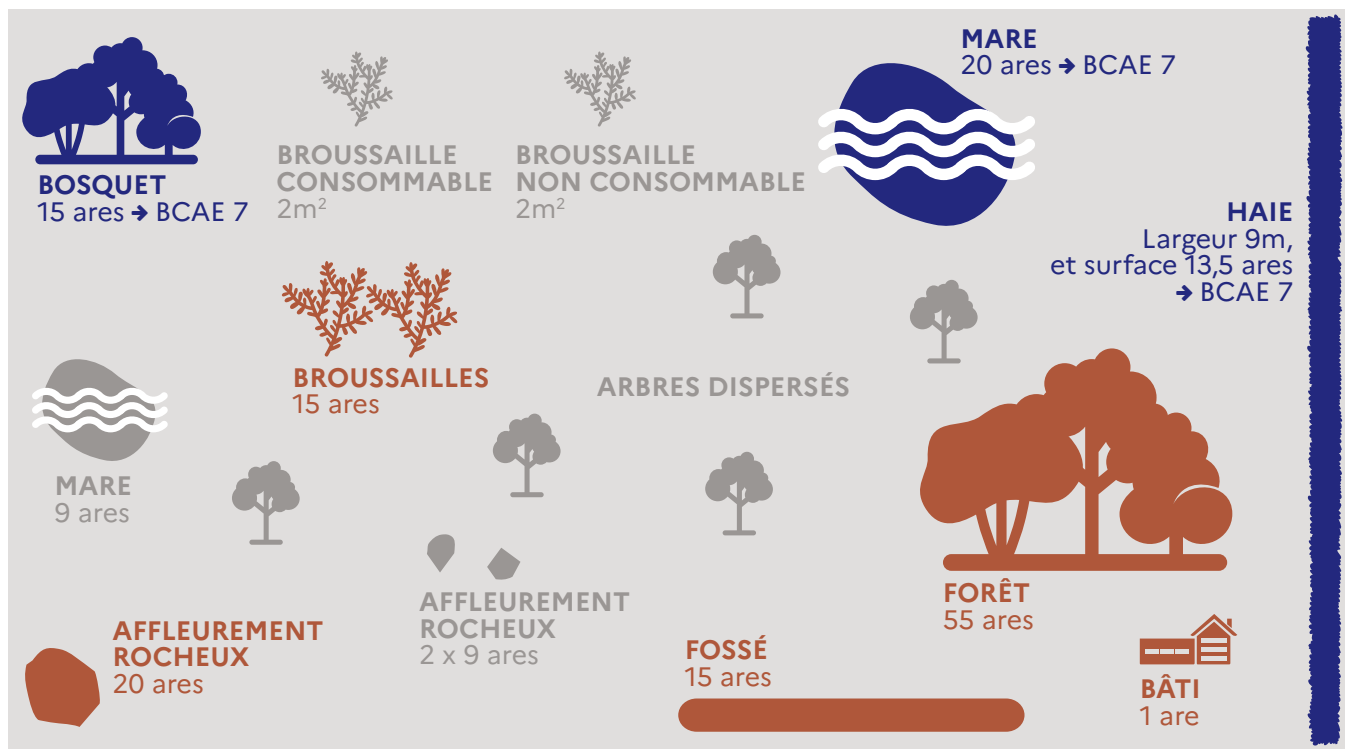 BOSQUET
15 ares → BCAE 7
BROUSSAILLE
CONSOMMABLE
2m²
BROUSSAILLE
NON CONSOMMABLE
2m²
MARE
20 ares → BCAE 7
HAIE
Largeur 9m,
et surface 13,5 ares
→ BCAE 7
BROUSSAILLES
15 ares
ARBRES DISPERSÉS
MARE
9 ares
AFFLEUREMENT
ROCHEUX
2 x 9 ares
FORÊT
55 ares
AFFLEUREMENT
ROCHEUX
20 ares
FOSSÉ
15 ares
BÂTI
1 are